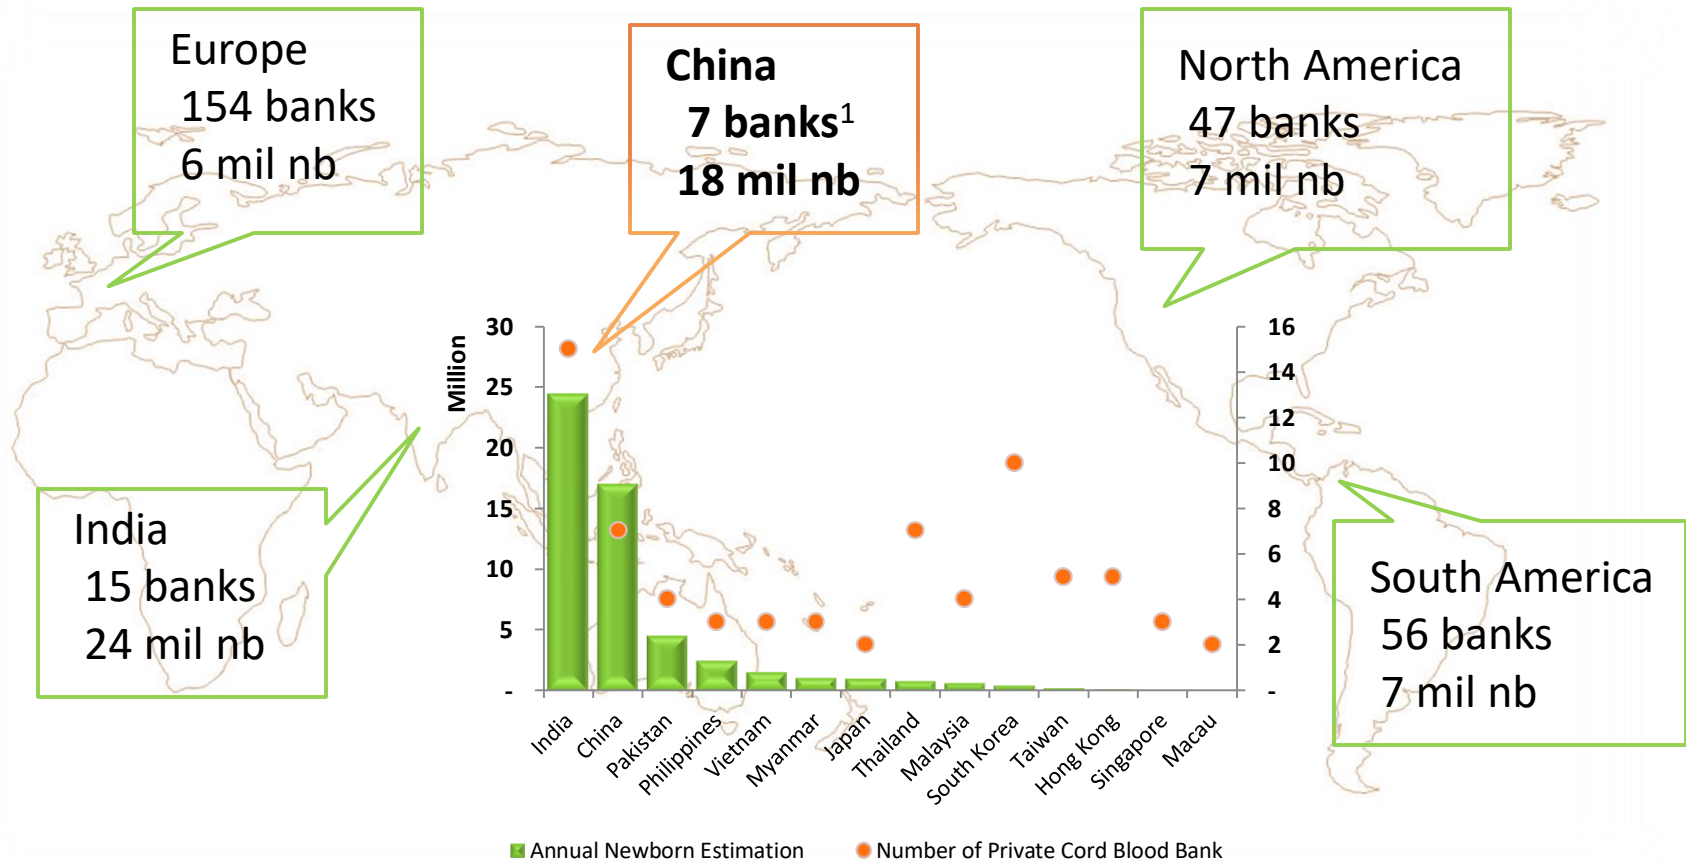 Europe
154 banks
6 mil nb
China
7 banks1
18 mil nb
North America
47 banks
7 mil nb
India
15 banks
24 mil nb
South America
56 banks
7 mil nb
Million
30
25
20
15
10
5
-
16
14
12
10
8
6
4
2
-
India
China
Pakistan
Philippines
Vietnam
Myanmar
Japan
Thailand
Malaysia
South Korea
Taiwan
Hong Kong
Singapore
Macau
Annual Newborn Estimation
Number of Private Cord Blood Bank